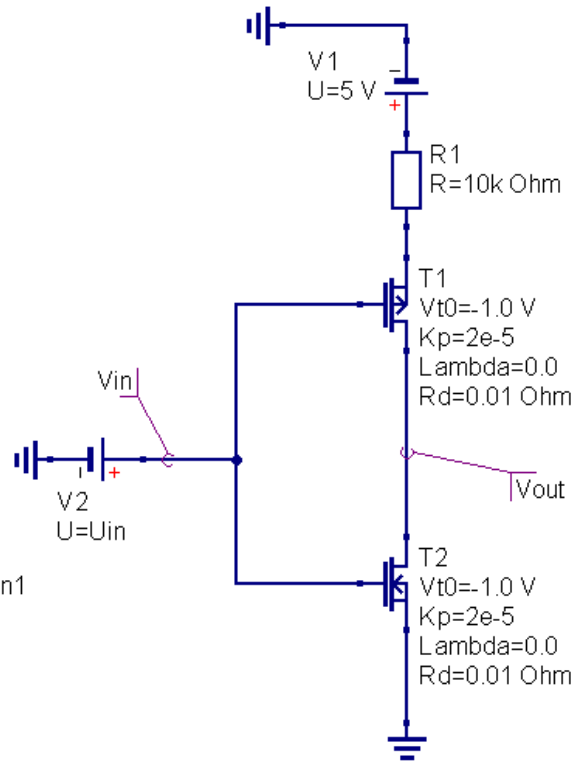 V1
U=5 V
R1
R=10k Ohm
T1
Vt0=-1.0 V
Kp=2e-5
Lambda=0.0
Rd=0.01 Ohm
Vin
V2
U=Uin
Vout
n1
T2
Vt0=-1.0 V
Kp=2e-5
Lambda=0.0
Rd=0.01 Ohm